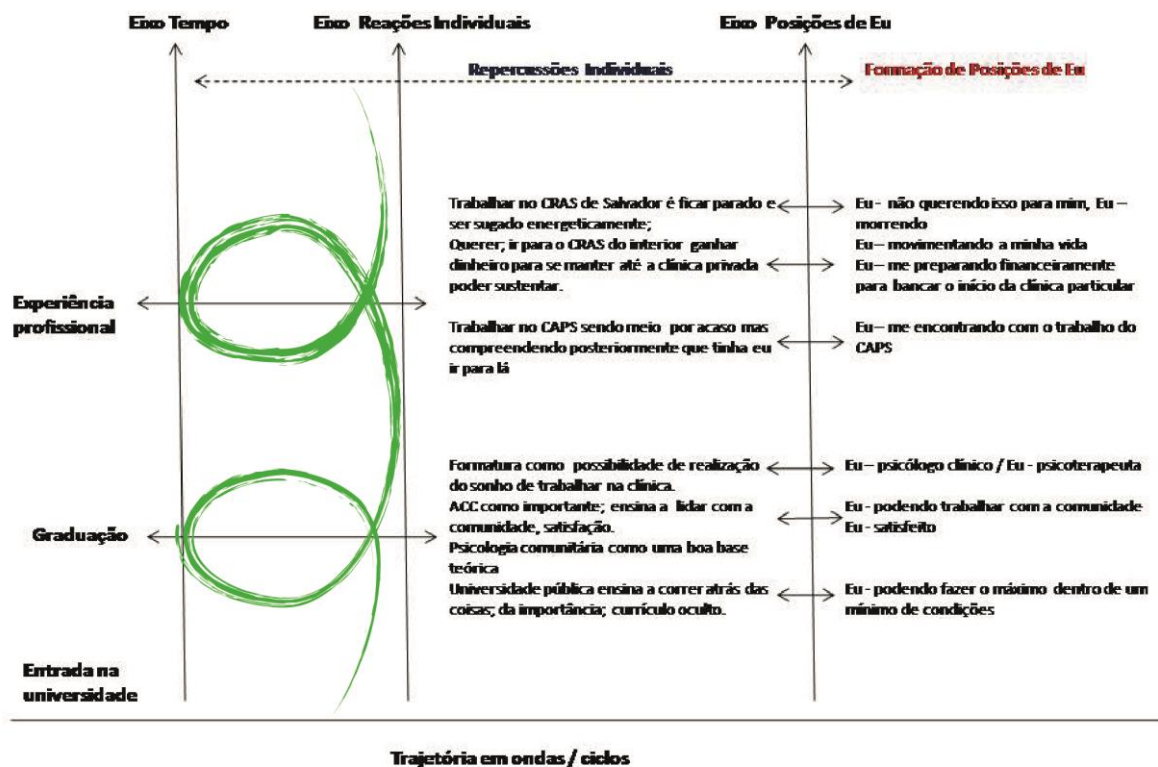 Eixo Tempo
Eixo Reações Individuais
Eixo Posições de Eu
Repercussões Individuais
Formação de Posições de Eu
Experiência
profissional
Trabalhar no CRAS de Salvador é ficar parado e
ser sugado energeticamente;
Querer; ir para o CRAS do interior ganhar
dinheiro para se manter até a clínica privada
poder sustentar.
Eu - não querendo isso para mim, Eu –
morrendo
Eu – movimentando a minha vida
Eu – me preparando financeiramente
para bancar o início da clínica particular
Trabalhar no CAPS sendo meio por acaso mas
compreendendo posteriormente que tinha eu
ir para lá
Eu – me encontrando com o trabalho do
CAPS
Graduação
Formatura como possibilidade de realização
do sonho de trabalhar na clínica.
ACC como importante; ensina a lidar com a
comunidade, satisfação.
Psicologia comunitária como uma boa base
teórica
Universidade pública ensina a correr atrás das
coisas; da importância; currículo oculto.
Eu – psicólogo clínico / Eu - psicoterapeuta
Eu - podendo trabalhar com a comunidade
Eu - satisfeito
Eu - podendo fazer o máximo dentro de um
mínimo de condições
Entrada na
universidade
Trajetória em ondas / ciclos